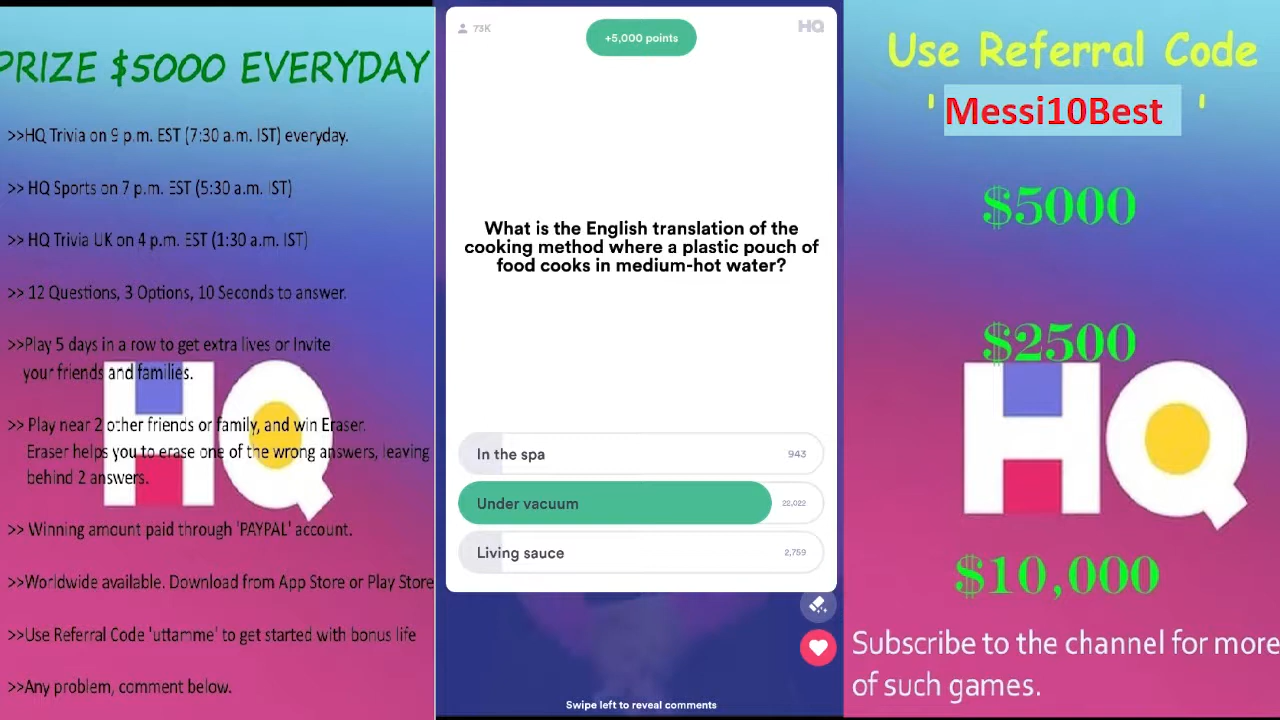 PRIZE $5000 EVERYDAY
>>HQ Trivia on 9 p.m. EST (7:30 a.m. IST) everyday.
>> HQ Sports on 7 p.m. EST (5:30 a.m. IST)
>> HQ Trivia UK on 4 p.m. EST (1:30 a.m. IST)
>> 12 Questions, 3 Options, 10 Seconds to answer.
>>Play 5 days in a row to get extra lives or Invite
your friends and families.
>> Play near 2 other friends or family, and win Eraser.
Eraser helps you to erase one of the wrong answers, leaving
behind 2 answers.
>> Winning amount paid through 'PAYPAL' account.
>>Worldwide available. Download from App Store or Play Store
>>Use Referral Code 'uttamme' to get started with bonus life
>>Any problem, comment below.
HQ
73K
+5,000 points
HQ
What is the English translation of the
cooking method where a plastic pouch of
food cooks in medium-hot water?
In the spa 943
Under vacuum 22,022
Living sauce 2,759
Swipe left to reveal comments
Use Referral Code
' Messi10Best '
$5000
$2500
HQ
$10,000
Subscribe to the channel for more
of such games.